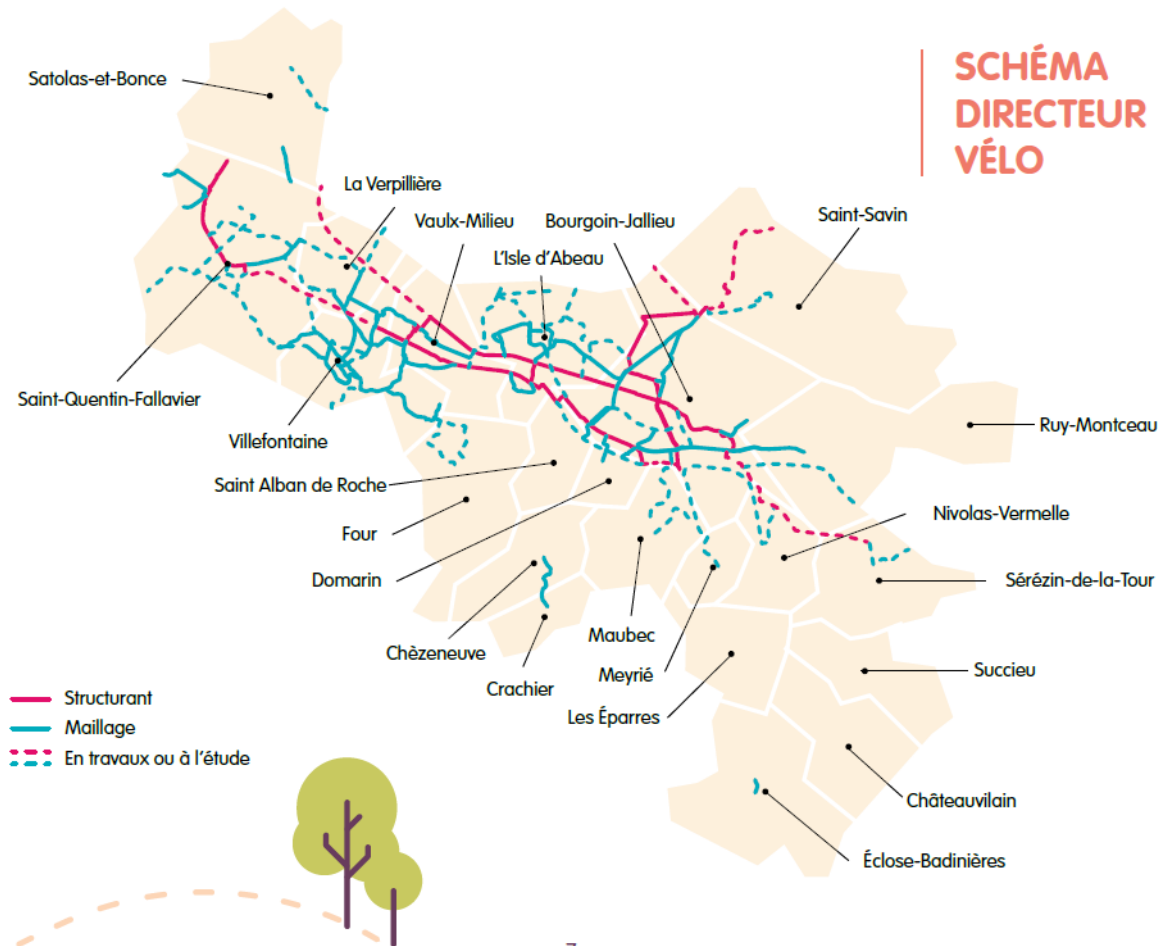 SCHÉMA
DIRECTEUR
VÉLO
Satolas-et-Bonce
La Verpillière
Vaulx-Milieu
Bourgoin-Jallieu
Saint-Savin
L'Isle d'Abeau
Saint-Quentin-Fallavier
Villefontaine
Ruy-Montceau
Saint Alban de Roche
Four
Nivolas-Vermelle
Domarin
Sérézin-de-la-Tour
Maubec
Chèzeneuve
Meyrié
Succieu
Crachier
Les Éparres
Structurant
Maillage
En travaux ou à l'étude
Châteauvilain
Éclose-Badinières